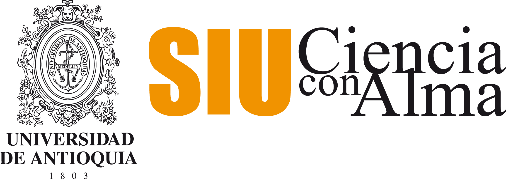 UNIVERSIDAD
DE ANTIOQUIA
1803
SIU
Ciencia
con
Alma